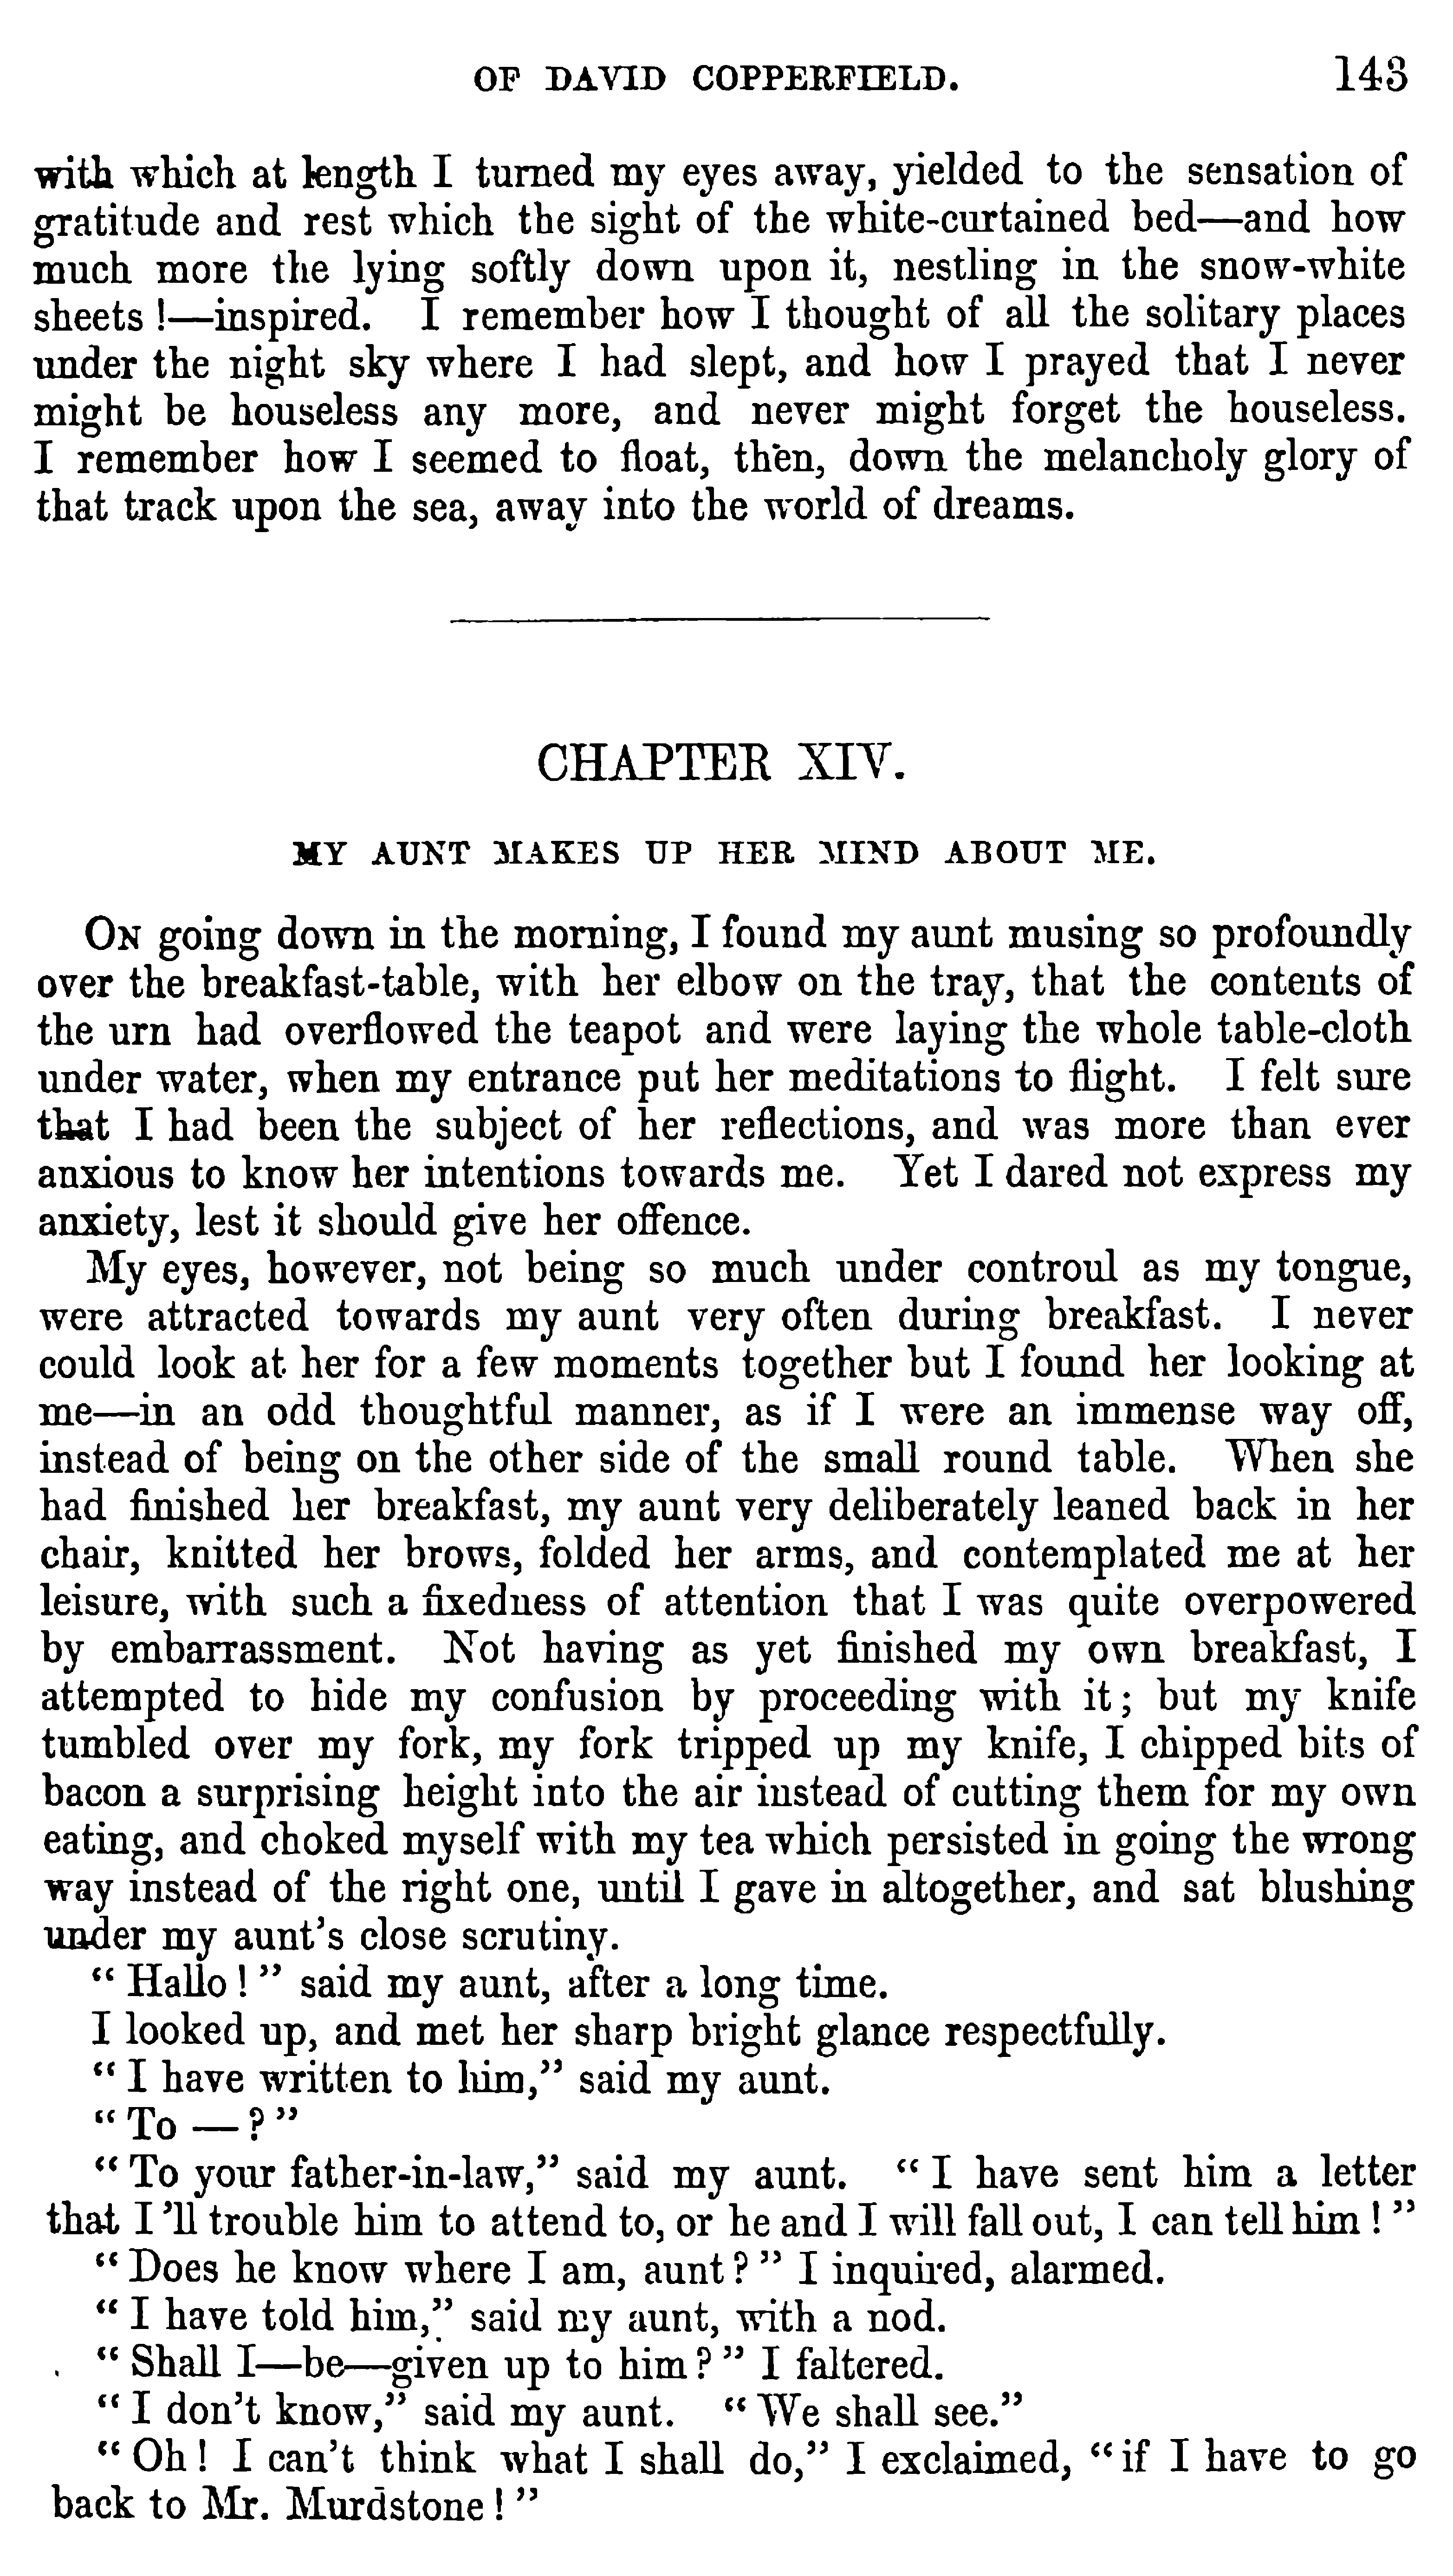 OF DAVID COPPERFIELD. 143
with which at length I turned my eyes away, yielded to the sensation of
gratitude and rest which the sight of the white-curtained bed—and how
much more the lying softly down upon it, nestling in the snow-white
sheets!—inspired. I remember how I thought of all the solitary places
under the night sky where I had slept, and how I prayed that I never
might be houseless any more, and never might forget the houseless.
I remember how I seemed to float, then, down the melancholy glory of
that track upon the sea, away into the world of dreams.
CHAPTER XIV.
MY AUNT MAKES UP HER MIND ABOUT ME.
ON going down in the morning, I found my aunt musing so profoundly
over the breakfast-table, with her elbow on the tray, that the contents of
the urn had overflowed the teapot and were laying the whole table-cloth
under water, when my entrance put her meditations to flight. I felt sure
that I had been the subject of her reflections, and was more than ever
anxious to know her intentions towards me. Yet I dared not express my
anxiety, lest it should give her offence.
My eyes, however, not being so much under controul as my tongue,
were attracted towards my aunt very often during breakfast. I never
could look at her for a few moments together but I found her looking at
me—in an odd thoughtful manner, as if I were an immense way off,
instead of being on the other side of the small round table. When she
had finished her breakfast, my aunt very deliberately leaned back in her
chair, knitted her brows, folded her arms, and contemplated me at her
leisure, with such a fixedness of attention that I was quite overpowered
by embarrassment. Not having as yet finished my own breakfast, I
attempted to hide my confusion by proceeding with it; but my knife
tumbled over my fork, my fork tripped up my knife, I chipped bits of
bacon a surprising height into the air instead of cutting them for my own
eating, and choked myself with my tea which persisted in going the wrong
way instead of the right one, until I gave in altogether, and sat blushing
under my aunt's close scrutiny.
"Hallo!" said my aunt, after a long time.
I looked up, and met her sharp bright glance respectfully.
"I have written to him," said my aunt.
"To —?"
"To your father-in-law," said my aunt. "I have sent him a letter
that I'll trouble him to attend to, or he and I will fall out, I can tell him!"
"Does he know where I am, aunt?" I inquired, alarmed.
"I have told him," said my aunt, with a nod.
"Shall I—be—given up to him?" I faltered.
"I don't know," said my aunt. "We shall see."
"Oh! I can't think what I shall do," I exclaimed, "if I have to go
back to Mr. Murdstone!"